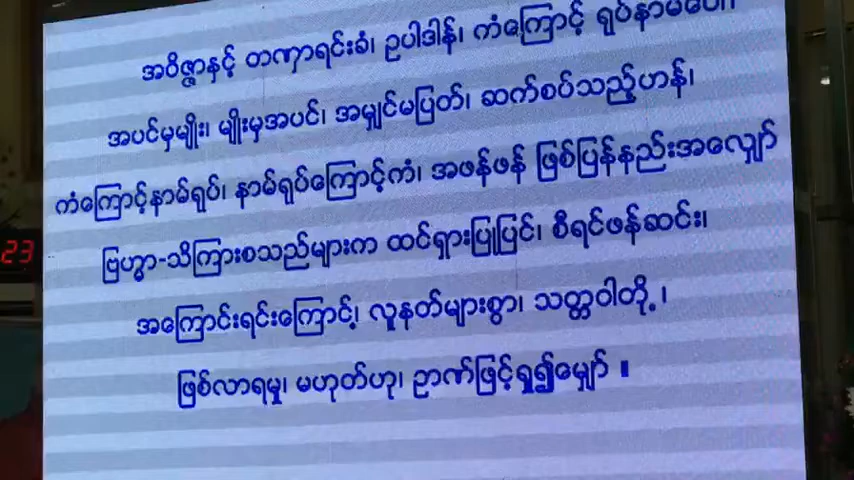 အဝိဇ္ဇာနှင့် တဏှာရင်းခံ၊ ဥပါဒါန်၊ ကံကြောင့် ရုပ်နာမ်ပေါ်၊
အပင်မှမျိုး၊ မျိုးမှအပင်၊ အမျှင်မပြတ်၊ ဆက်စပ်သည့်ဟန်၊
ကံကြောင့်နာမ်ရုပ်၊ နာမ်ရုပ်ကြောင့်ကံ၊ အဖန်ဖန် ဖြစ်ပြန်နည်းအလျှော်
ဗြဟ္မာ-သိကြားစသည်များက ထင်ရှားပြုပြင်၊ စီရင်ဖန်ဆင်း၊
အကြောင်းရင်းကြောင့်၊ လူနတ်များစွာ၊ သတ္တဝါတို့၊
ဖြစ်လာရမှု၊ မဟုတ်ဟု၊ ဉာဏ်ဖြင့်ရှု၍မျှော် ။
23